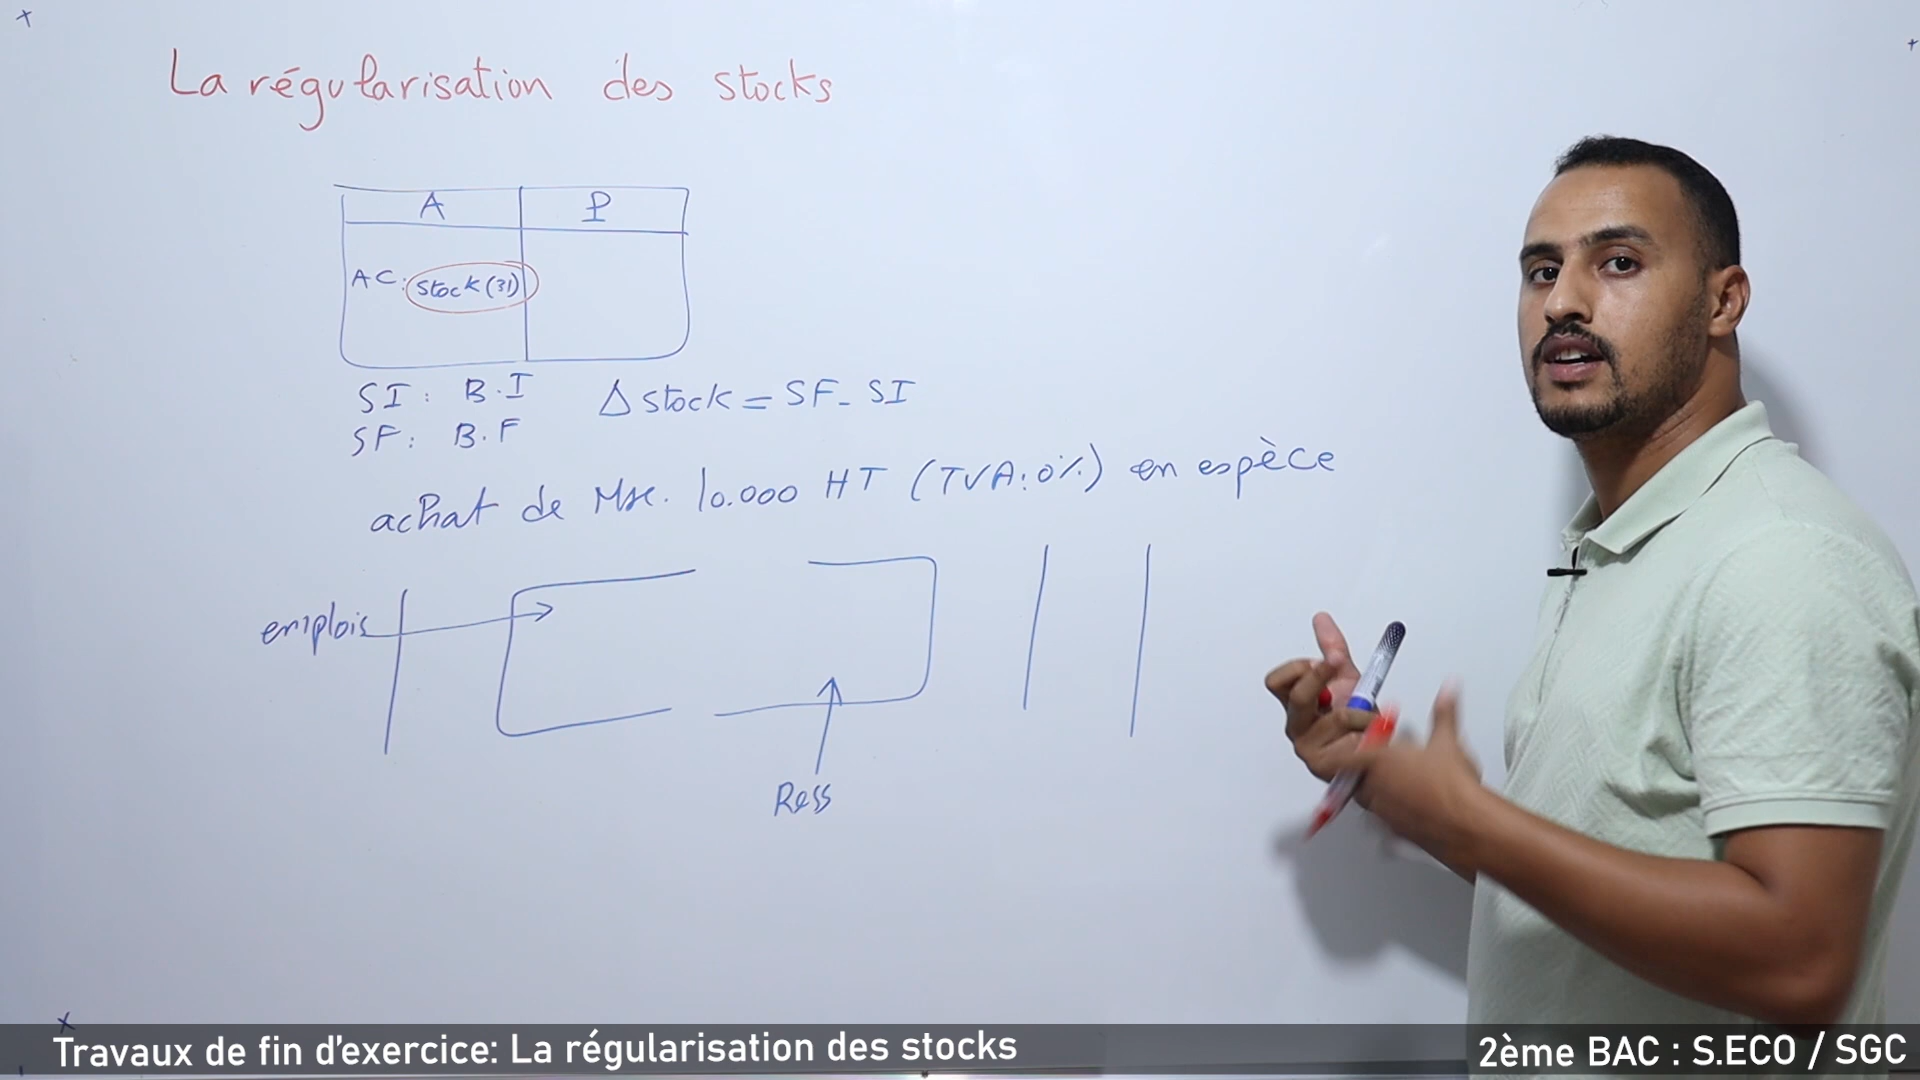 La régularisation des stocks
A P
AC: Stock (31)
SI : B.I
SF : B.F
Δ stock = SF - SI
achat de Mse. 10.000 HT (TVA: 0%) en espèce
emplois
Ress
Travaux de fin d'exercice: La régularisation des stocks
2ème BAC : S.ECO / SGC